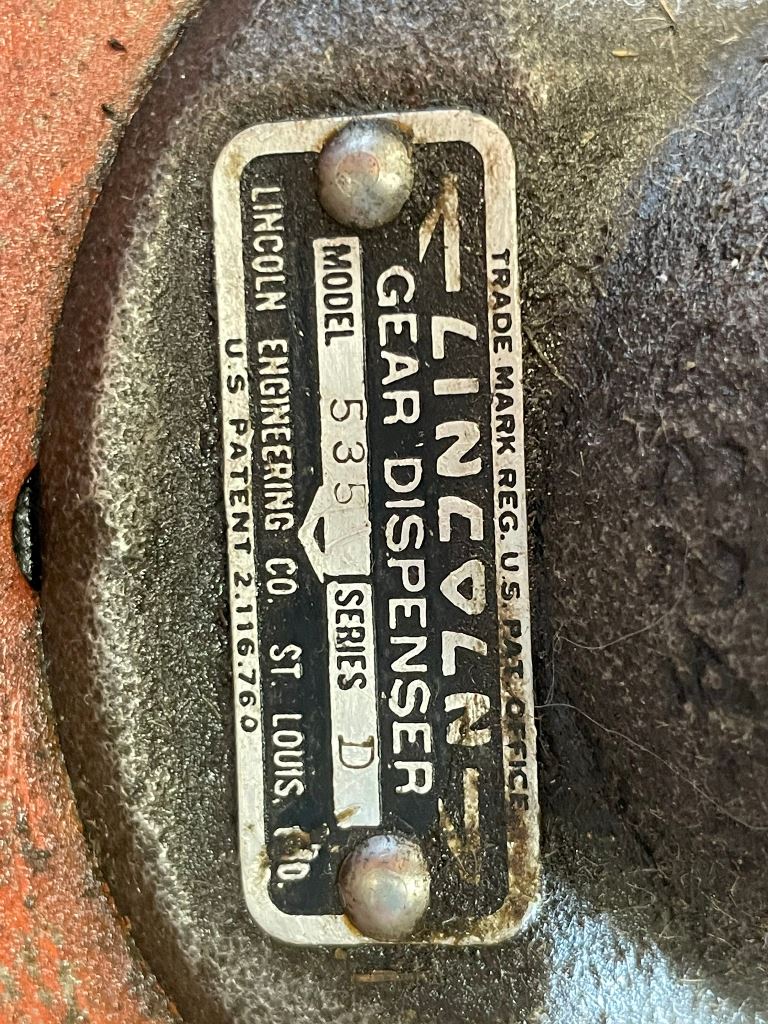 TRADE MARK REG. U.S. PAT. OFFICE
LINCOLN
GEAR DISPENSER
MODEL 535 SERIES D
LINCOLN ENGINEERING CO. ST. LOUIS, MO.
U S PATENT 2.116.760